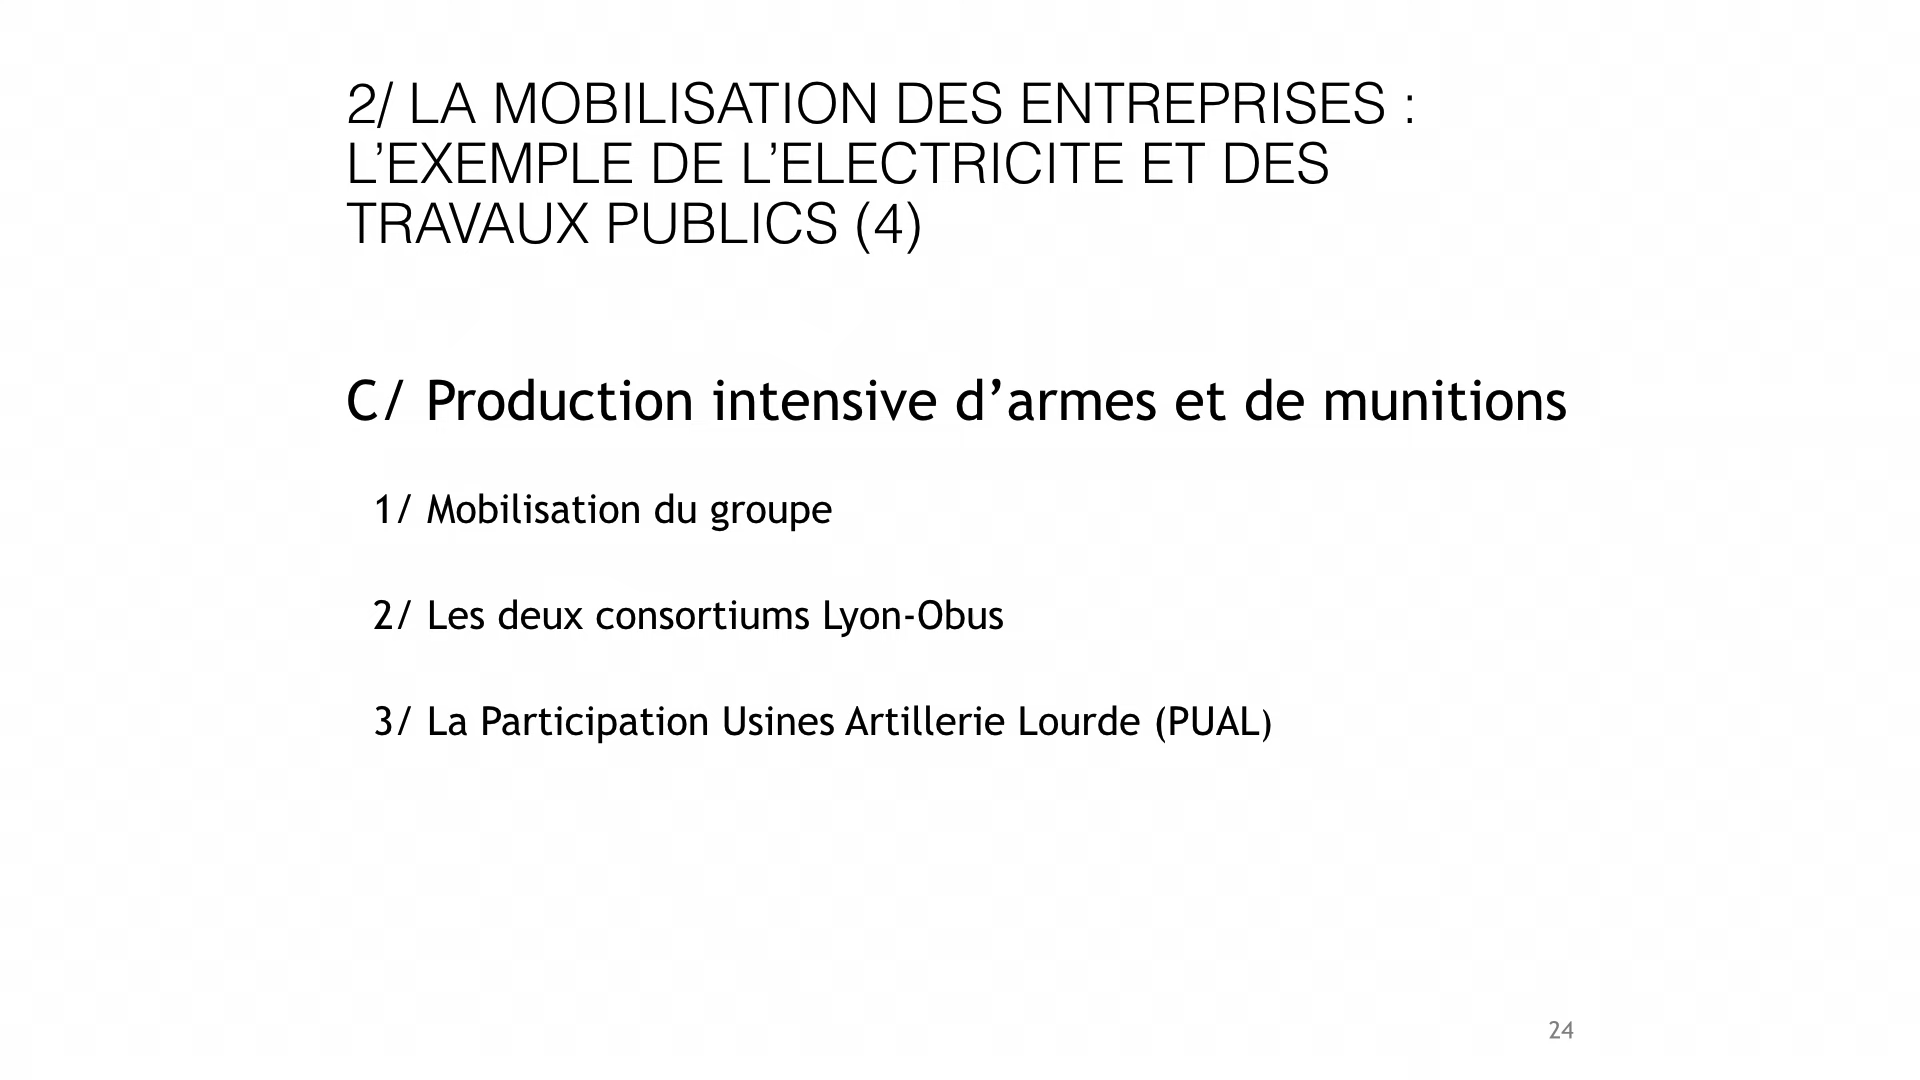 2/ LA MOBILISATION DES ENTREPRISES :
L’EXEMPLE DE L’ELECTRICITE ET DES
TRAVAUX PUBLICS (4)
C/ Production intensive d’armes et de munitions
1/ Mobilisation du groupe
2/ Les deux consortiums Lyon-Obus
3/ La Participation Usines Artillerie Lourde (PUAL)
24